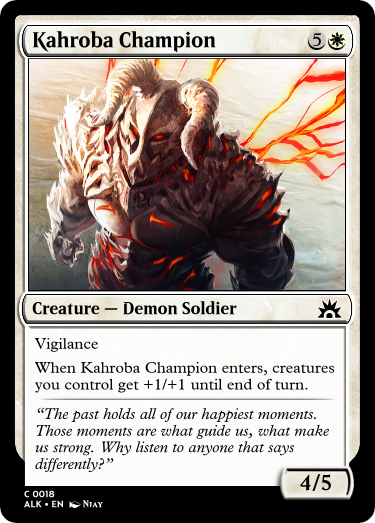 Kahroba Champion 5
Creature — Demon Soldier
Vigilance
When Kahroba Champion enters, creatures
you control get +1/+1 until end of turn.
“The past holds all of our happiest moments.
Those moments are what guide us, what make
us strong. Why listen to anyone that says
differently?”
4/5
C 0018
ALK • EN Niay